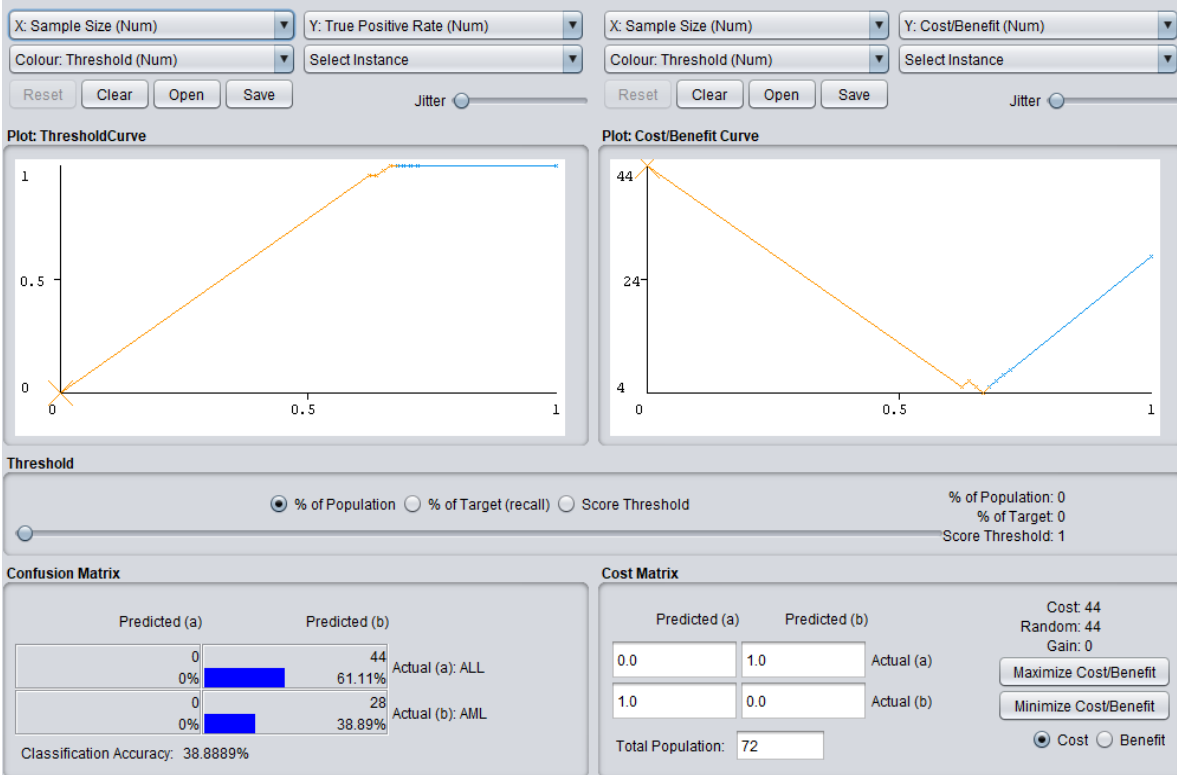 X: Sample Size (Num) Y: True Positive Rate (Num) X: Sample Size (Num) Y: Cost/Benefit (Num)
Colour: Threshold (Num) Select Instance Colour: Threshold (Num) Select Instance
Reset Clear Open Save Jitter Reset Clear Open Save Jitter
Plot: ThresholdCurve
1
0.5
0
0 0.5 1
Plot: Cost/Benefit Curve
44
24
4
0 0.5 1
Threshold
% of Population % of Target (recall) Score Threshold
% of Population: 0
% of Target: 0
Score Threshold: 1
Confusion Matrix
Predicted (a) Predicted (b)
0 44
0% 61.11% Actual (a): ALL
0 28
0% 38.89% Actual (b): AML
Classification Accuracy: 38.8889%
Cost Matrix
Predicted (a) Predicted (b)
0.0 1.0 Actual (a)
1.0 0.0 Actual (b)
Total Population: 72
Cost: 44
Random: 44
Gain: 0
Maximize Cost/Benefit
Minimize Cost/Benefit
Cost Benefit